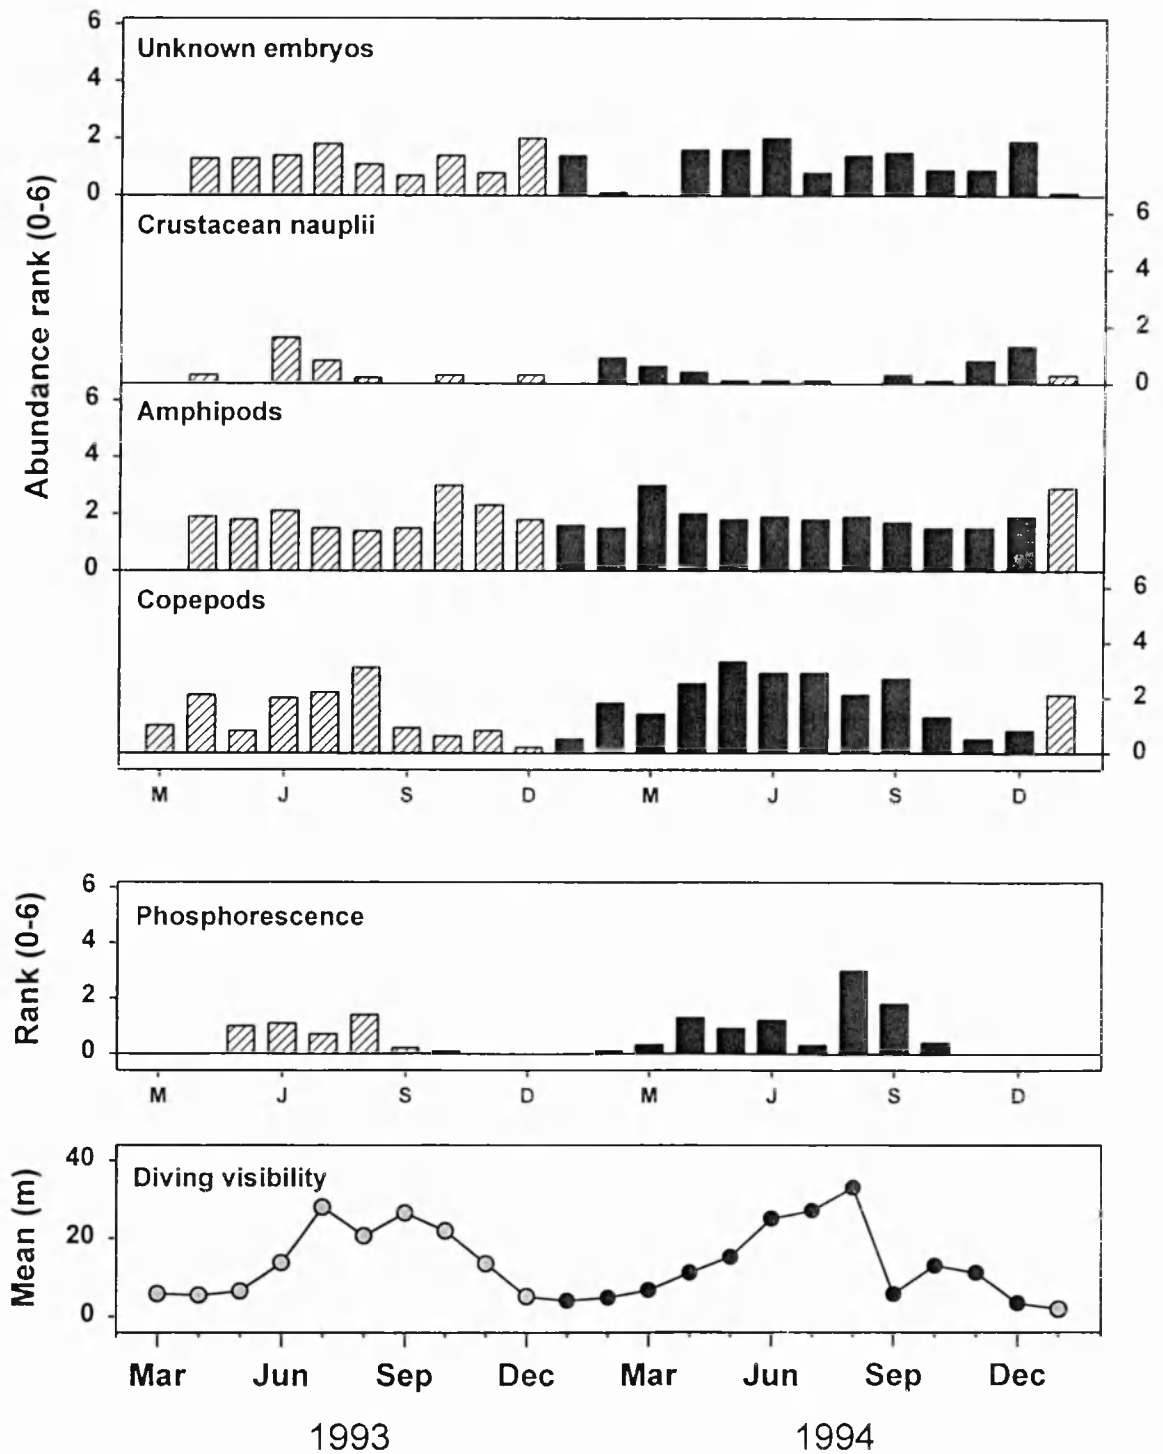 6
Unknown embryos
4
2
0
6
Crustacean nauplii
4
2
0
Abundance rank (0-6)
6
Amphipods
4
2
0
6
Copepods
4
2
0
M J S D M J S D
6
Phosphorescence
4
2
0
Rank (0-6)
M J S D M J S D
40
Diving visibility
20
0
Mean (m)
Mar Jun Sep Dec Mar Jun Sep Dec
1993 1994